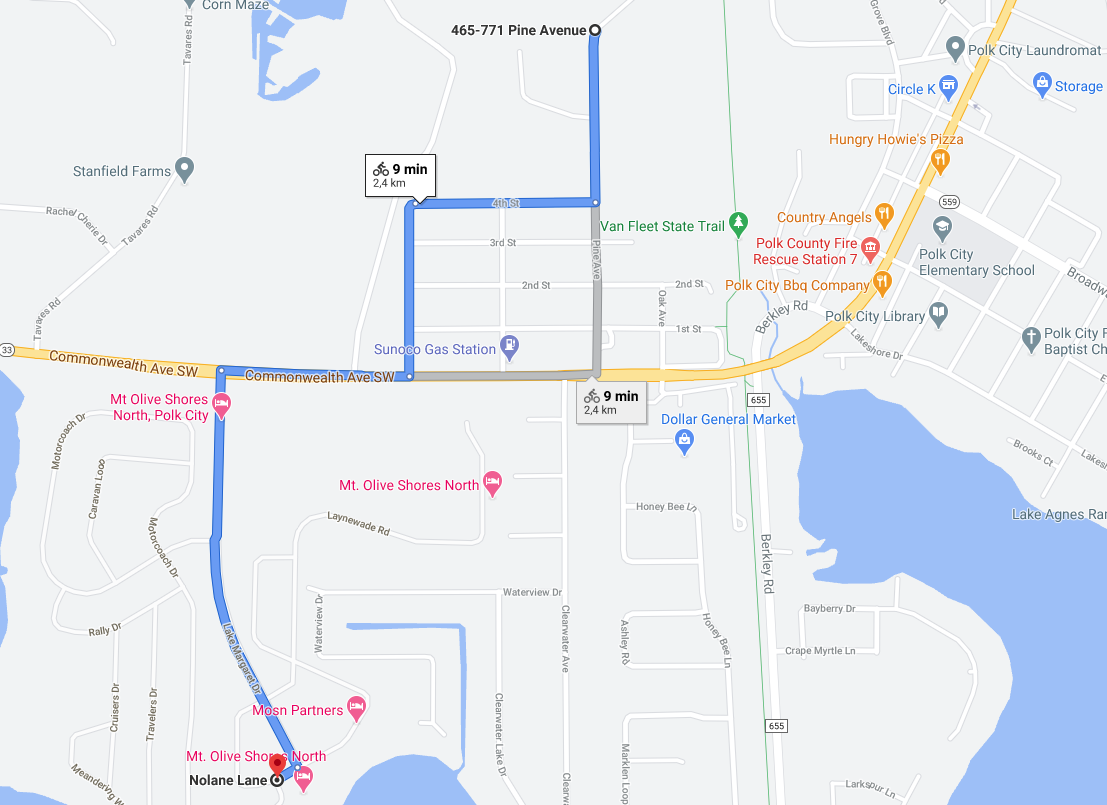 Corn Maze
Tavares Rd
465-771 Pine Avenue
Grove Blvd
Polk City Laundromat
Circle K
Storage
Hungry Howie's Pizza
9 min
2,4 km
Stanfield Farms
559
4th St
Rache/Cherie Dr
Tavares Rd
Country Angels
Van Fleet State Trail
3rd St
Pine Ave
Polk County Fire
Rescue Station 7
Polk City
Elementary School
2nd St
2nd St
Polk City Bbq Company
Broadw
Oak Ave
Tavares Rd
Berkley Rd
Polk City Library
1st St
Polk City F
Baptist Ch
Lakeshore Dr
Sunoco Gas Station
33
Commonwealth Ave SW
Commonwealth Ave SW
9 min
2,4 km
655
Mt Olive Shores
North, Polk City
Dollar General Market
Motorcoach Dr
Caravan Loop
Brooks Ct
Lakesh
Mt. Olive Shores North
Honey Bee Ln
Lake Agnes Ran
Laynewade Rd
Motorcoach Dr
Berkley Rd
Waterview Dr
Waterview Dr
Bayberry Dr
Rally Dr
Lake Margaret Dr
Clearwater Ave
Ashley Rd
Honey Bee Ln
Crape Myrtle Ln
Cruisers Dr
Travelers Dr
Mosn Partners
Clearwater Lake Dr
655
Mt. Olive Shores North
Nolane Lane
Meandering W
Clearwa
Marklen Loop
Larkspur Ln